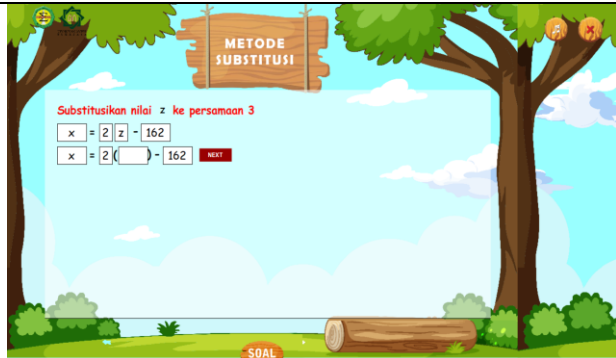 METODE
SUBSTITUSI
Substitusikan nilai z ke persamaan 3
x = 2 z - 162
x = 2 ( ) - 162 NEXT
SOAL